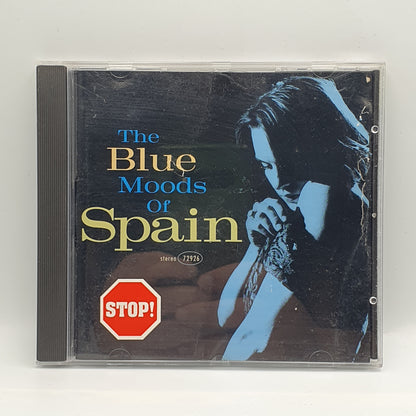 The
Blue
Moods
Of
Spain
stereo 72926
STOP!